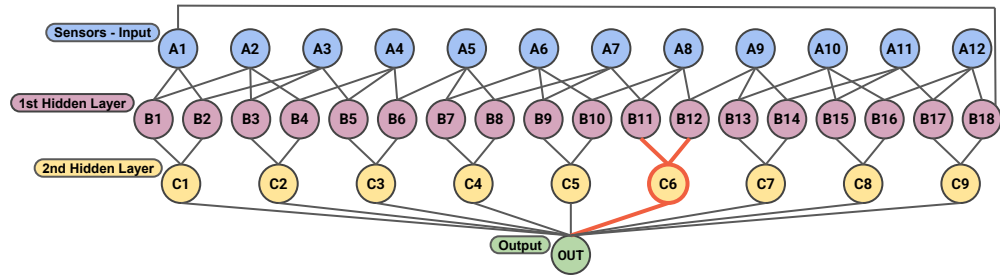 Sensors - Input
A1 A2 A3 A4 A5 A6 A7 A8 A9 A10 A11 A12
1st Hidden Layer
B1 B2 B3 B4 B5 B6 B7 B8 B9 B10 B11 B12 B13 B14 B15 B16 B17 B18
2nd Hidden Layer
C1 C2 C3 C4 C5 C6 C7 C8 C9
Output
OUT